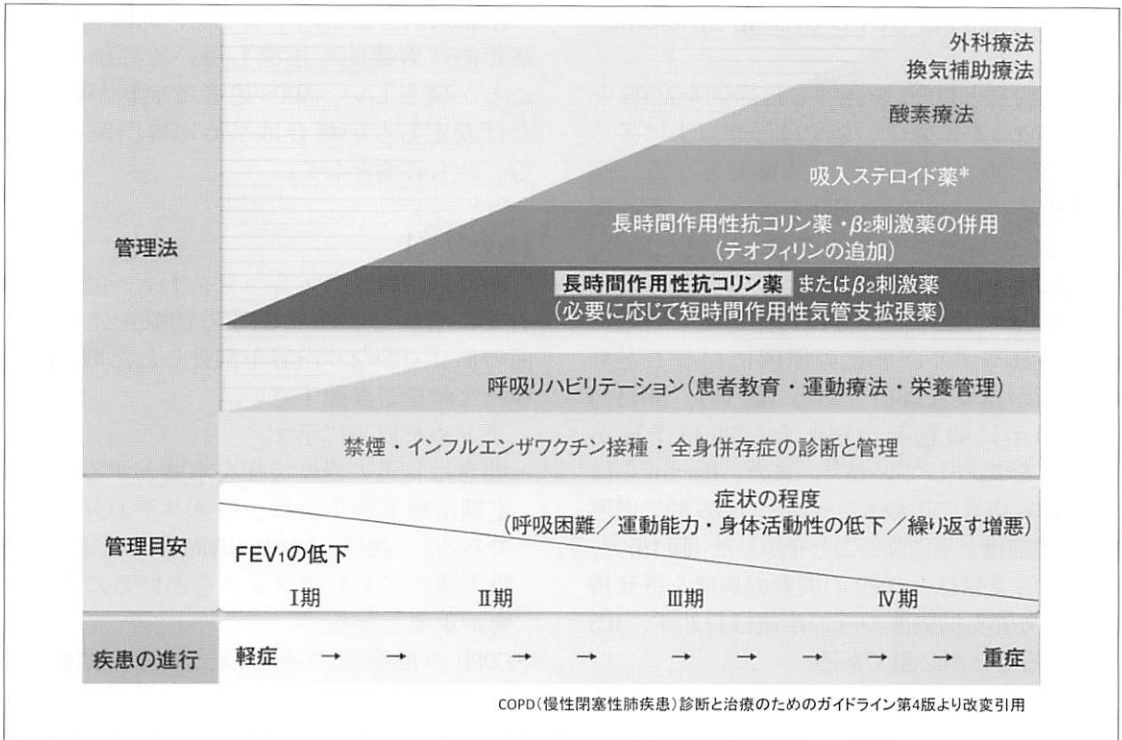 外科療法
換気補助療法
酸素療法
吸入ステロイド薬*
長時間作用性抗コリン薬・β₂刺激薬の併用
(テオフィリンの追加)
管理法
長時間作用性抗コリン薬 またはβ₂刺激薬
(必要に応じて短時間作用性気管支拡張薬)
呼吸リハビリテーション(患者教育・運動療法・栄養管理)
禁煙・インフルエンザワクチン接種・全身併存症の診断と管理
管理目安
症状の程度
(呼吸困難/運動能力・身体活動性の低下/繰り返す増悪)
FEV₁の低下
Ⅰ期 Ⅱ期 Ⅲ期 Ⅳ期
疾患の進行 軽症 → → → → → → → → → 重症
COPD(慢性閉塞性肺疾患)診断と治療のためのガイドライン第4版より改変引用